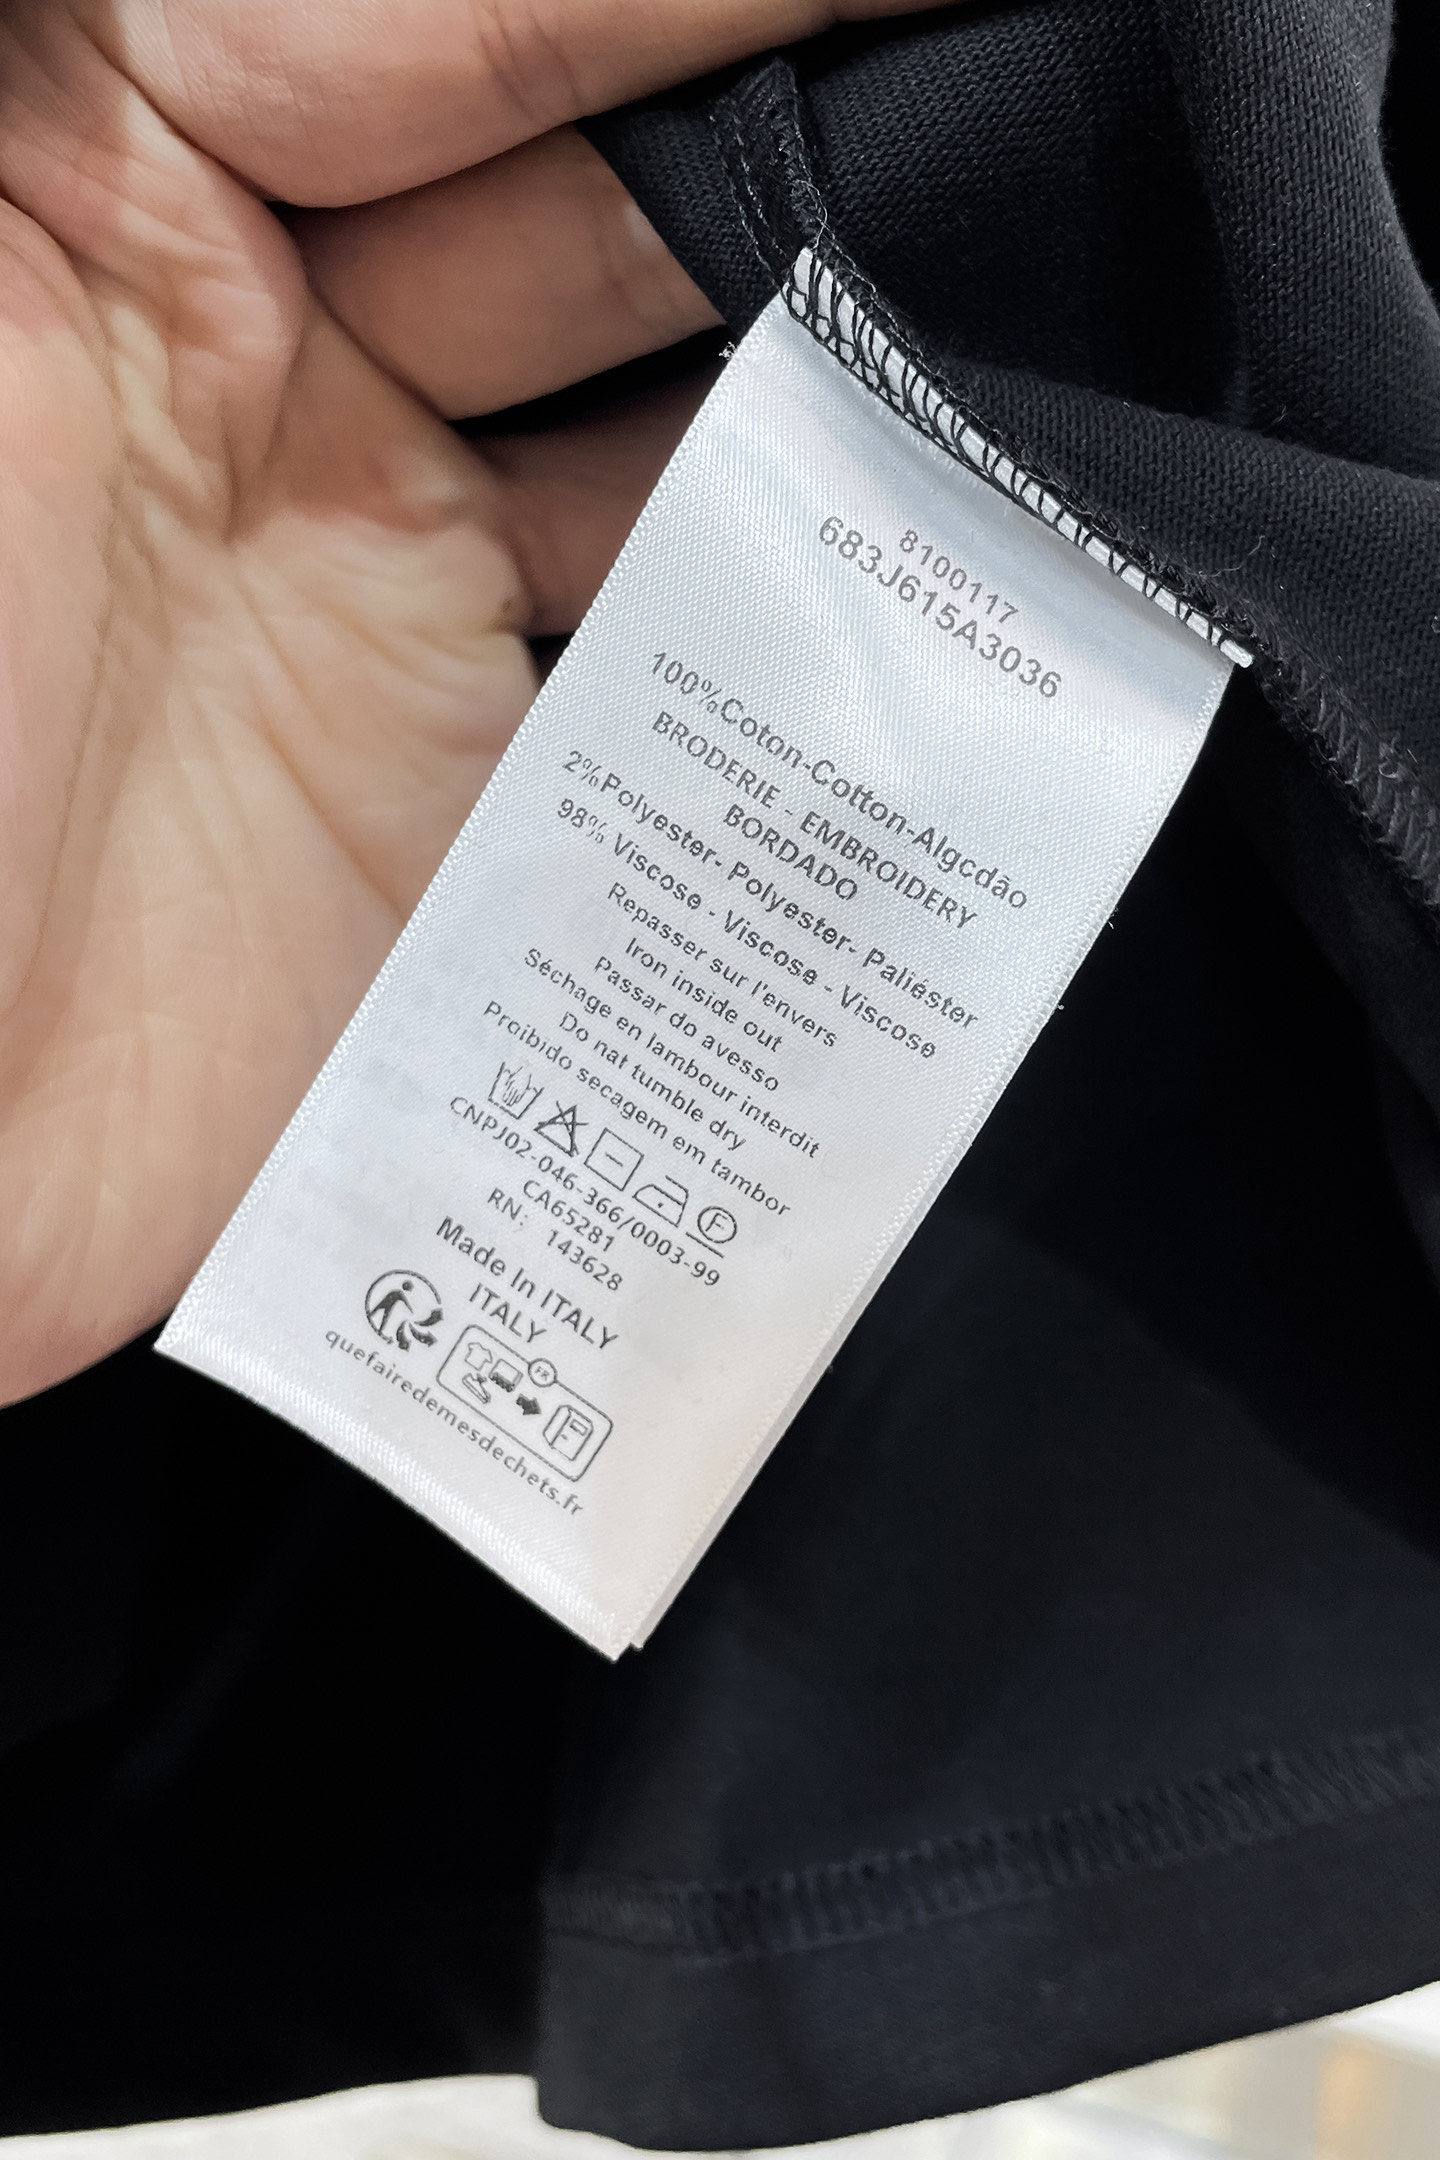 8100117
683J615A3036
100%Coton-Cotton-Algcdão
BRODERIE - EMBROIDERY
BORDADO
2%Polyester- Polyester- Paliéster
98% Viscose - Viscose - Viscose
Repasser sur l'envers
Iron inside out
Passar do avesso
Séchage en lambour interdit
Do nat tumble dry
Proibido secagem em tambor
F
CNPJ02-046-366/0003-99
CA65281
RN: 143628
Made In ITALY
ITALY
FR
quefairedemesdechets.fr